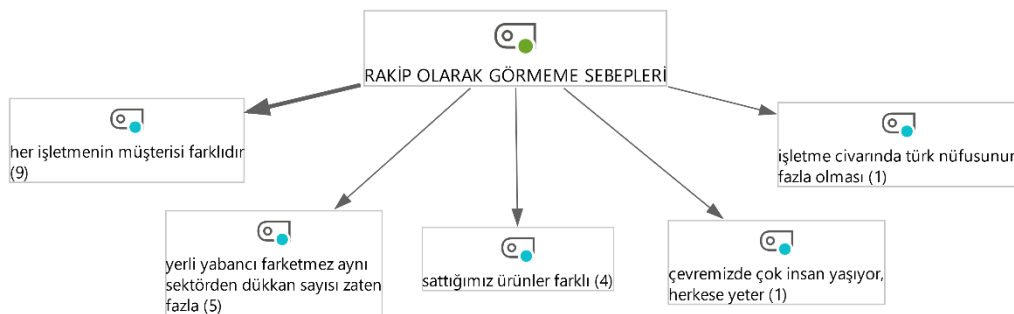 RAKİP OLARAK GÖRMEME SEBEPLERİ
her işletmenin müşterisi farklıdır
(9)
işletme civarında türk nüfusunun
fazla olması (1)
yerli yabancı farketmez aynı
sektörden dükkan sayısı zaten
fazla (5)
sattığımız ürünler farklı (4)
çevremizde çok insan yaşıyor,
herkese yeter (1)